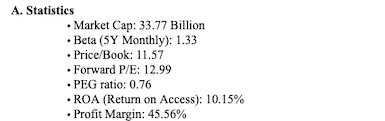 A. Statistics
• Market Cap: 33.77 Billion
• Beta (5Y Monthly): 1.33
• Price/Book: 11.57
• Forward P/E: 12.99
• PEG ratio: 0.76
• ROA (Return on Access): 10.15%
• Profit Margin: 45.56%